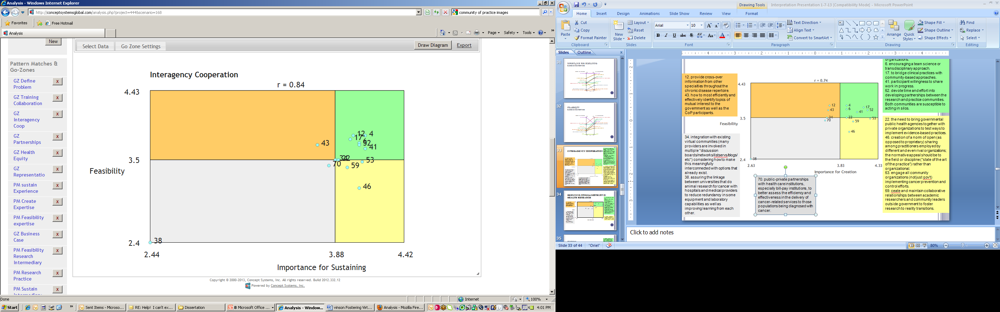 Analysis - Windows Internet Explorer
http://conceptsystemsglobal.com/analysis.php?project=444&scenario=168
community of practice images
Favorites
Free Hotmail
Analysis
Page
Safety
Tools
New
Select Data
Go Zone Settings
Draw Diagram
Export
Pattern Matches &
Go-Zones
GZ Define
Problem
X
GZ Training
Collaboration
X
GZ
Interagency
Coop
X
GZ
Partnerships
X
GZ Health
Equity
X
GZ
Representatio
X
PM sustain
Experience
X
PM Create
Expertise
X
PM Feasibility
expertise
X
GZ Business
Case
X
PM Feasibility
Research
Intermediary
X
PM Research
Practice
X
PM Sustain
X
Interagency Cooperation
r = 0.84
4.43
12
4
17
6
52
43
41
3.5
34
22
53
70
59
Feasibility
46
38
2.4
2.44
3.88
4.42
Importance for Sustaining
Copyright © 2000-2013, Concept Systems, Inc. All rights reserved. Build 2012.332.12
Powered by Concept Systems, Inc.
Done
Internet
100%
Start
Sent Items - Microso...
RE: Help! I can't ex...
Dissertation
8 Microsoft Office ...
Analysis - Window...
vinson Fostering Virt...
Analysis - Mozilla Fire...
4:01 PM
Drawing Tools
Interpretation Presentation 1-7-13 [Compatibility Mode] - Microsoft PowerPoint
Home
Insert
Design
Animations
Slide Show
Review
View
Format
Paste
Cut
Copy
Format Painter
Clipboard
New
Slide
Layout
Reset
Delete
Slides
Arial
10
B I U abc S AV Aa A
Font
Text Direction
Align Text
Convert to SmartArt
Paragraph
Arrange
Quick
Styles
Shape Fill
Shape Outline
Shape Effects
Drawing
Find
Replace
Select
Editing
Slides
Outline
31
IMPORTANCE FOR SUSTAINING
BASED ON EXPERTISE
32
FEASIBILITY
BASED ON EXPERTISE
33
INTERAGENCY COOPERATION
34
REDUCING STIGMA/MISTRUST IN
HEALTH RESEARCH
35
12. provide cross-over
information from other
specialties throughout the
chronic disease repertoire.
43. how to most efficiently and
effectively identify topics of
mutual interest to the
government as well as the
CoP participants.
34. integration with existing
virtual communities (many
providers are involved in
multiple "discussion
boards/networks/listservs/blogs/
etc") considering how to make
this meaningfully
interconnected with options that
already exist.
38. assuring the linkage
between universities that do
animal research for cancer with
hospitals and medical providers
to reduce redundancy in some
equipment and laboratory
capabilities as well as
improving learning from each
other.
r = 0.74
4.43
12
4
17
43
6
41
52
3.5
34
22
53
70
59
Feasibility
46
2.4
38
2.63
3.83
4.33
Importance for Creation
70. public-private partnerships
with health care institutions,
especially bill-pay institutions, to
better assess the efficiency and
effectiveness in the delivery of
cancer-related services to those
populations being diagnosed with
cancer.
organizations.
6. encouraging a team science or
transdisciplinary approach.
17. to bridge clinical practices with
community-based approaches.
41. participant willingness to share
work in progress.
52. devote time and effort into
developing partnerships between the
research and practice communities.
Both communities are susceptible to
acting in silos.
22. the need to bring governmental
public health agencies together with
private organizations to test ways to
implement evidence-based practices.
46. creation of a norm of open (as
opposed to proprietary) sharing
among practitioners employed by
different and even rival organizations;
the normative appeal should be to
the field or discipline ("state of the art
of the practice") rather than
organizational.
53. engage all community
organizations (not just gov't)
implementing cancer prevention and
control efforts.
59. ceate and maintain collaborative
relationships between academic
researchers and community leaders
outside government to foster
research to reality transitions.
Click to add notes
Slide 33 of 44
"Oriel"
80%